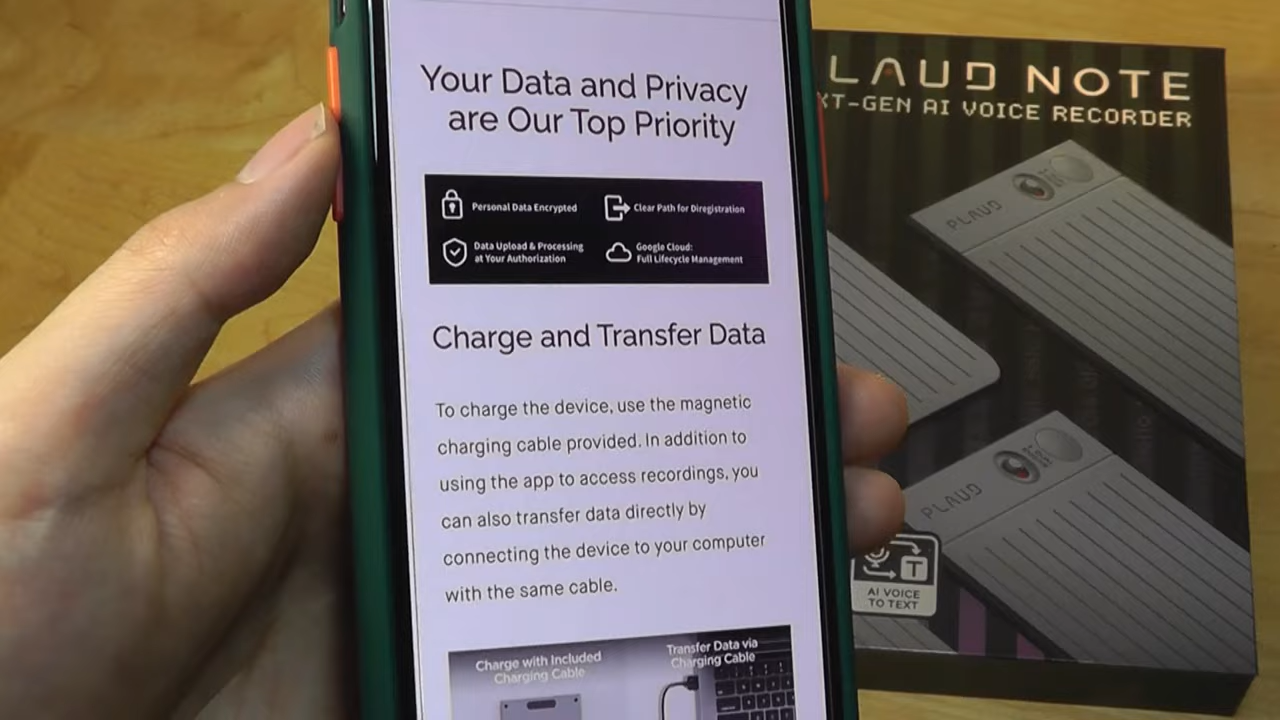 Your Data and Privacy
are Our Top Priority
Personal Data Encrypted
Clear Path for Diregistration
Data Upload & Processing
at Your Authorization
Google Cloud:
Full Lifecycle Management
Charge and Transfer Data
To charge the device, use the magnetic
charging cable provided. In addition to
using the app to access recordings, you
can also transfer data directly by
connecting the device to your computer
with the same cable.
Charge with Included
Charging Cable
Transfer Data via
Charging Cable
LAUD NOTE
XT-GEN AI VOICE RECORDER
PLAUD
PLAUD
T
AI VOICE
TO TEXT